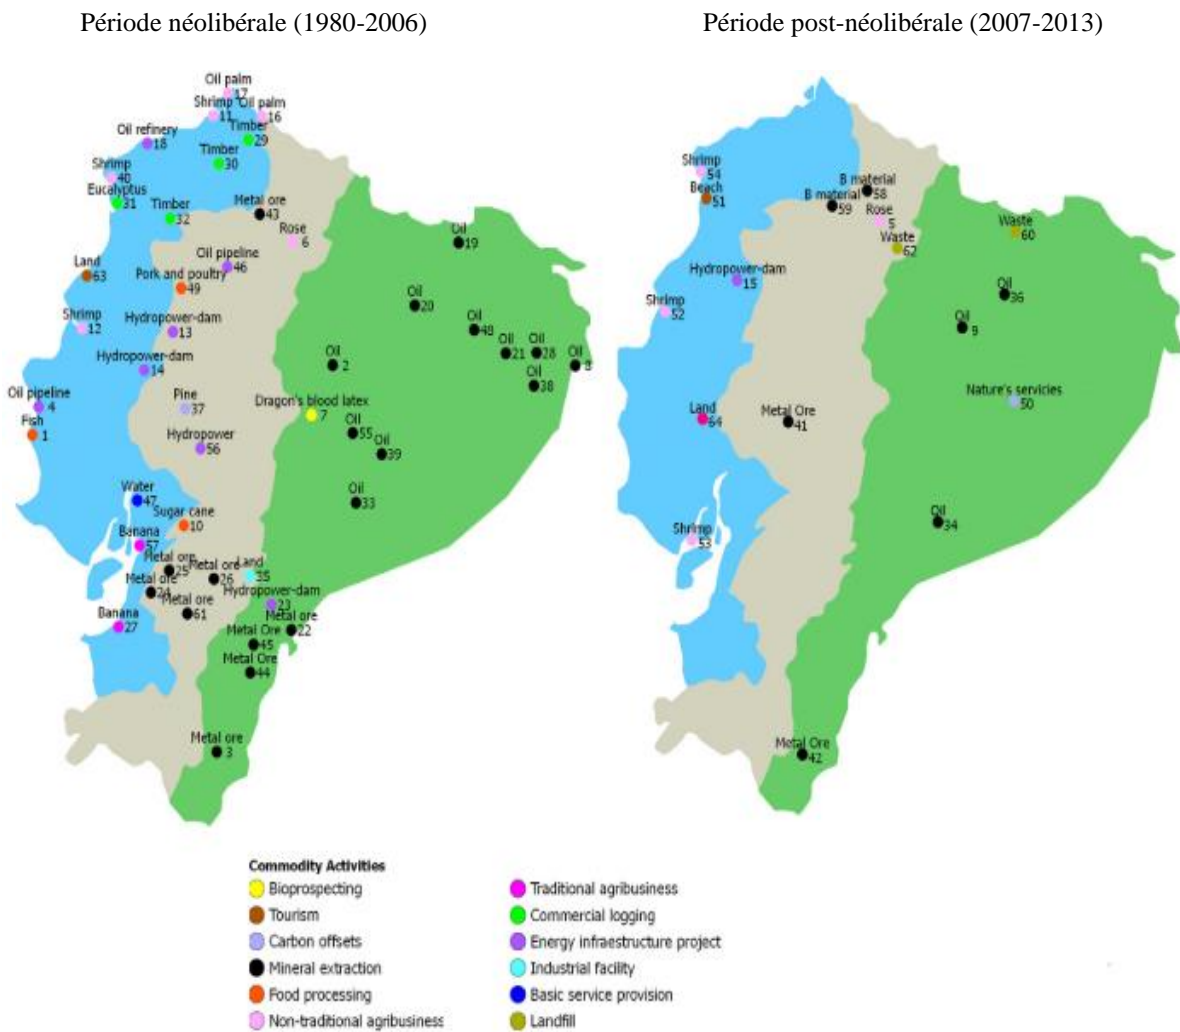 Période néolibérale (1980-2006)
Période post-néolibérale (2007-2013)
Oil palm
17
Shrimp
11
Oil palm
16
Timber
29
Oil refinery
18
Timber
30
Shrimp
40
Eucalyptus
31
Timber
32
Metal ore
43
Rose
6
Oil
19
Oil pipeline
46
Land
63
Pork and poultry
49
Oil
20
Shrimp
12
Hydropower-dam
13
Oil
48
Oil
21
Oil
28
Oil
8
Oil
2
Hydropower-dam
14
Oil
38
Oil pipeline
4
Pine
37
Dragon's blood latex
7
Fish
1
Oil
55
Hydropower
56
Oil
39
Water
47
Oil
33
Sugar cane
10
Banana
57
Metal ore
25
Metal ore
26
Land
35
Metal ore
24
Hydropower-dam
23
Metal ore
61
Banana
27
Metal ore
22
Metal Ore
45
Metal Ore
44
Metal ore
3
Shrimp
54
Beach
51
B material
58
B material
59
Rose
5
Waste
62
Waste
60
Hydropower-dam
15
Oil
36
Shrimp
52
Oil
9
Nature's servicies
50
Land
64
Metal Ore
41
Oil
34
Shrimp
53
Metal Ore
42
Commodity Activities
Bioprospecting
Tourism
Carbon offsets
Mineral extraction
Food processing
Non-traditional agribusiness
Traditional agribusiness
Commercial logging
Energy infraestructure project
Industrial facility
Basic service provision
Landfill